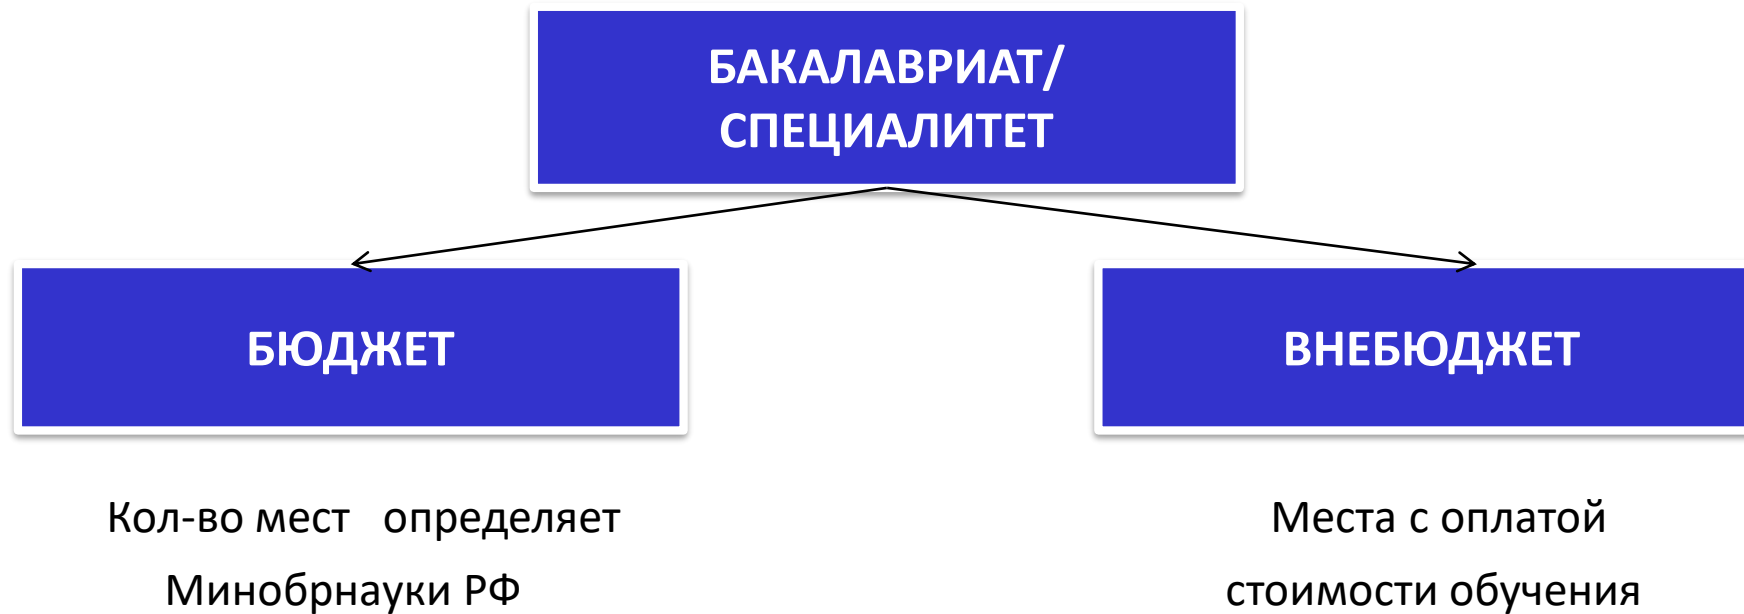 БАКАЛАВРИАТ/
СПЕЦИАЛИТЕТ
БЮДЖЕТ
ВНЕБЮДЖЕТ
Кол-во мест определяет
Минобрнауки РФ
Места с оплатой
стоимости обучения